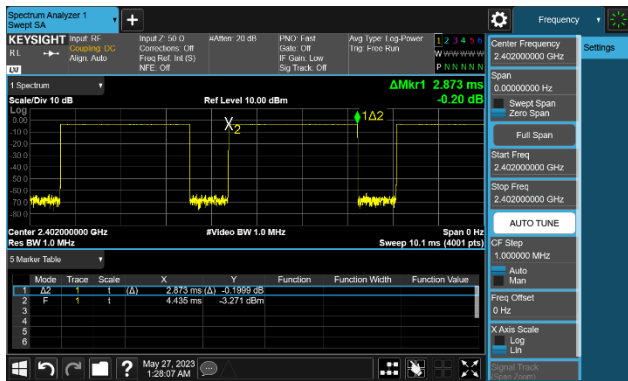 Spectrum Analyzer 1
Swept SA
+
Frequency
KEYSIGHT Input: RF
RL Coupling: DC
Align: Auto
LXI
Input Z: 50 Ω
Corrections: Off
Freq Ref: Int (S)
NFE: Off
#Atten: 20 dB
PNO: Fast
Gate: Off
IF Gain: Low
Sig Track: Off
Avg Type: Log-Power
Trig: Free Run
1 2 3 4 5 6
W W W W W W
P N N N N N
Center Frequency
2.402000000 GHz
Settings
1 Spectrum
ΔMkr1 2.873 ms
-0.20 dB
Scale/Div 10 dB
Ref Level 10.00 dBm
Log
0.00
-10.0
-20.0
-30.0
-40.0
-50.0
-60.0
-70.0
-80.0
X2
1Δ2
Center 2.402000000 GHz
Res BW 1.0 MHz
#Video BW 1.0 MHz
Span 0 Hz
Sweep 10.1 ms (4001 pts)
Span
0.00000000 Hz
Swept Span
Zero Span
Full Span
Start Freq
2.402000000 GHz
Stop Freq
2.402000000 GHz
AUTO TUNE
CF Step
1.000000 MHz
Auto
Man
Freq Offset
0 Hz
X Axis Scale
Log
Lin
Signal Track
(Span Zoom)
5 Marker Table
Mode Trace Scale X Y Function Function Width Function Value
1 Δ2 1 t (Δ) 2.873 ms (Δ) -0.1999 dB
2 F 1 t 4.435 ms -3.271 dBm
3
4
5
6
?
May 27, 2023
1:28:07 AM